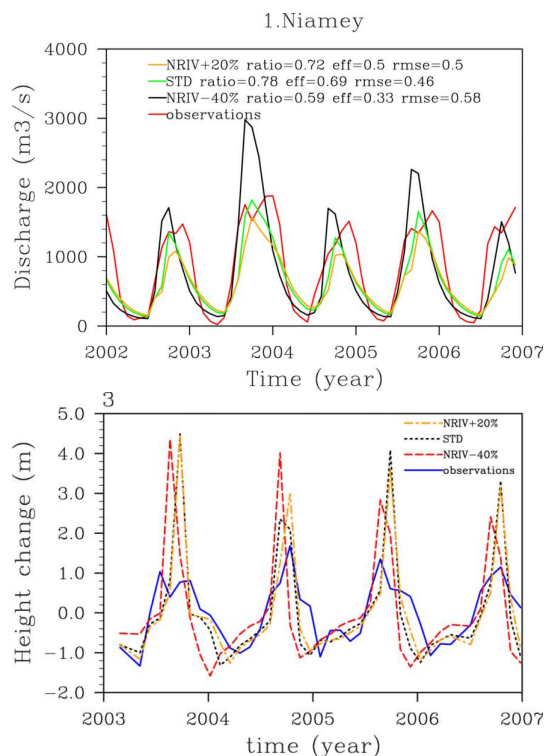 1.Niamey
4000
3000
2000
1000
0
Discharge (m3/s)
NRIV+20% ratio=0.72 eff=0.5 rmse=0.5
STD ratio=0.78 eff=0.69 rmse=0.46
NRIV-40% ratio=0.59 eff=0.33 rmse=0.58
observations
2002 2003 2004 2005 2006 2007
Time (year)
3
5.0
4.0
3.0
2.0
1.0
0.0
-1.0
-2.0
Height change (m)
NRIV+20%
STD
NRIV-40%
observations
2003 2004 2005 2006 2007
time (year)